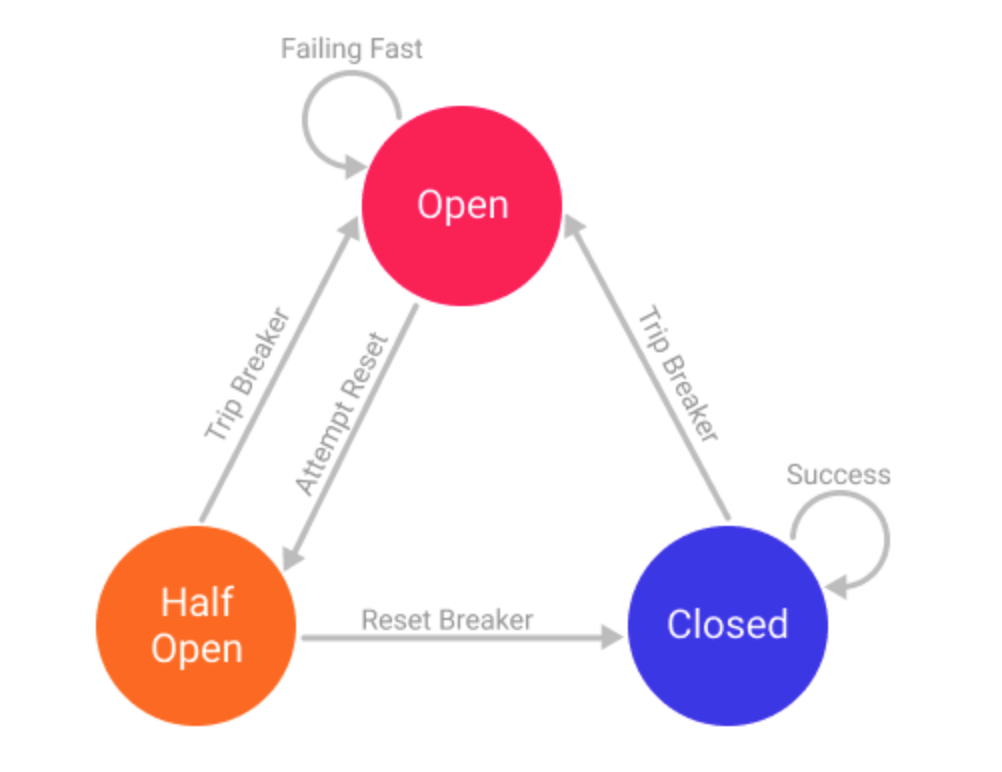 Failing Fast
Open
Trip Breaker
Attempt Reset
Trip Breaker
Success
Half
Open
Reset Breaker
Closed